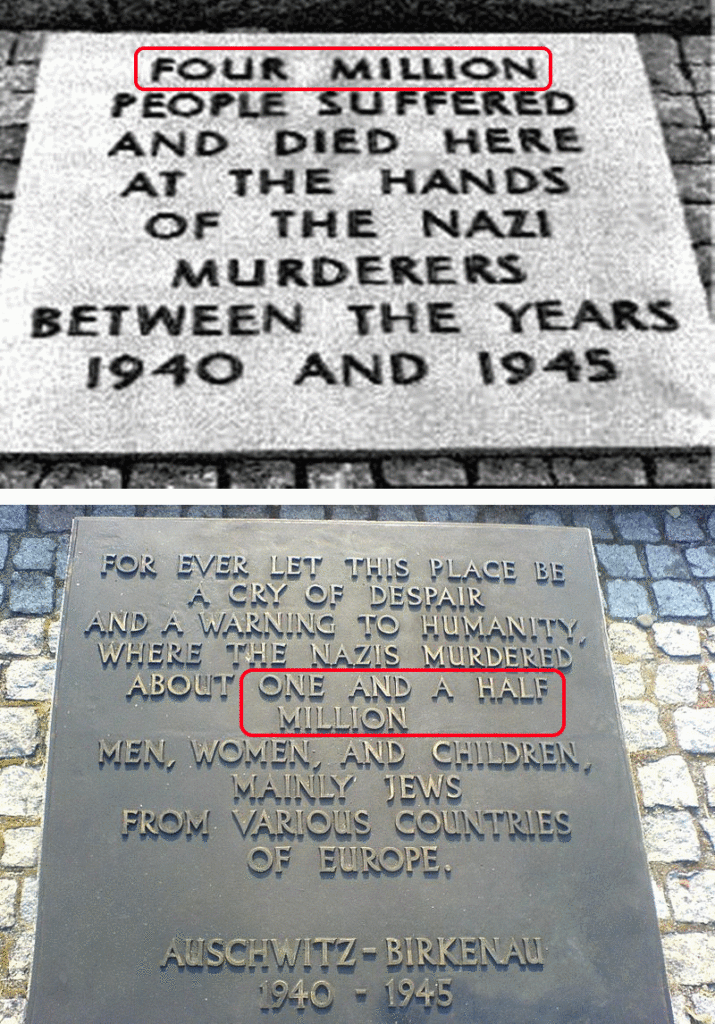 FOUR MILLION
PEOPLE SUFFERED
AND DIED HERE
AT THE HANDS
OF THE NAZI
MURDERERS
BETWEEN THE YEARS
1940 AND 1945
FOR EVER LET THIS PLACE BE
A CRY OF DESPAIR
AND A WARNING TO HUMANITY,
WHERE THE NAZIS MURDERED
ABOUT ONE AND A HALF
MILLION
MEN, WOMEN, AND CHILDREN,
MAINLY JEWS
FROM VARIOUS COUNTRIES
OF EUROPE.
AUSCHWITZ - BIRKENAU
1940 - 1945